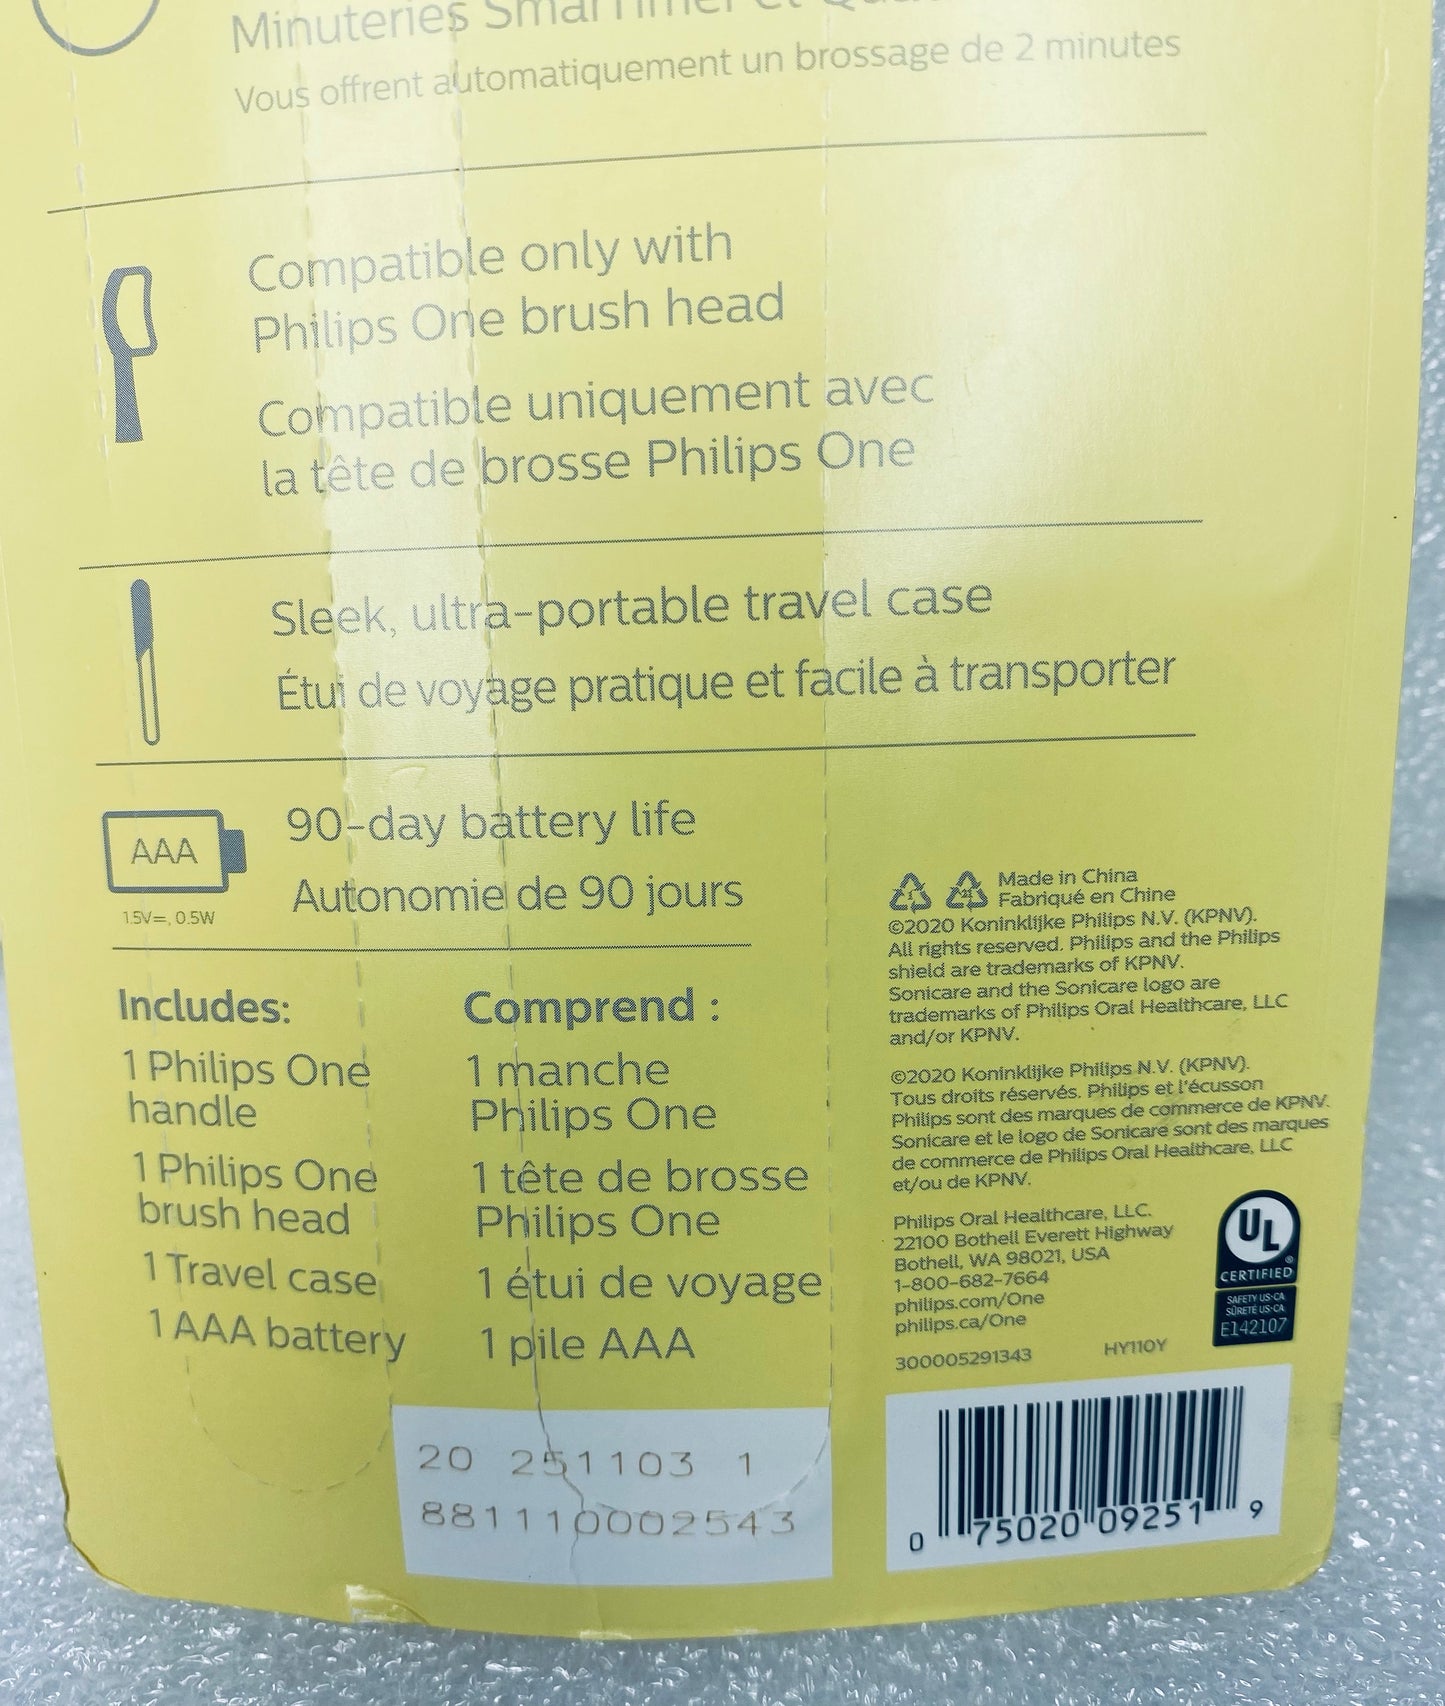 Minuteries SmarTimer et
Vous offrent automatiquement un brossage de 2 minutes
Compatible only with
Philips One brush head
Compatible uniquement avec
la tête de brosse Philips One
Sleek, ultra-portable travel case
Étui de voyage pratique et facile à transporter
AAA
1.5V⎓, 0.5W
90-day battery life
Autonomie de 90 jours
Includes:
1 Philips One
handle
1 Philips One
brush head
1 Travel case
1 AAA battery
Comprend :
1 manche
Philips One
1 tête de brosse
Philips One
1 étui de voyage
1 pile AAA
Made in China
Fabriqué en Chine
©2020 Koninklijke Philips N.V. (KPNV).
All rights reserved. Philips and the Philips
shield are trademarks of KPNV.
Sonicare and the Sonicare logo are
trademarks of Philips Oral Healthcare, LLC
and/or KPNV.
©2020 Koninklijke Philips N.V. (KPNV).
Tous droits réservés. Philips et l'écusson
Philips sont des marques de commerce de KPNV.
Sonicare et le logo de Sonicare sont des marques
de commerce de Philips Oral Healthcare, LLC
et/ou de KPNV.
Philips Oral Healthcare, LLC.
22100 Bothell Everett Highway
Bothell, WA 98021, USA
1-800-682-7664
philips.com/One
philips.ca/One
300005291343 HY110Y
UL
®
CERTIFIED
SAFETY US-CA
SÛRETÉ US-CA
E142107
20 251103 1
881110002543
0 75020 09251 9